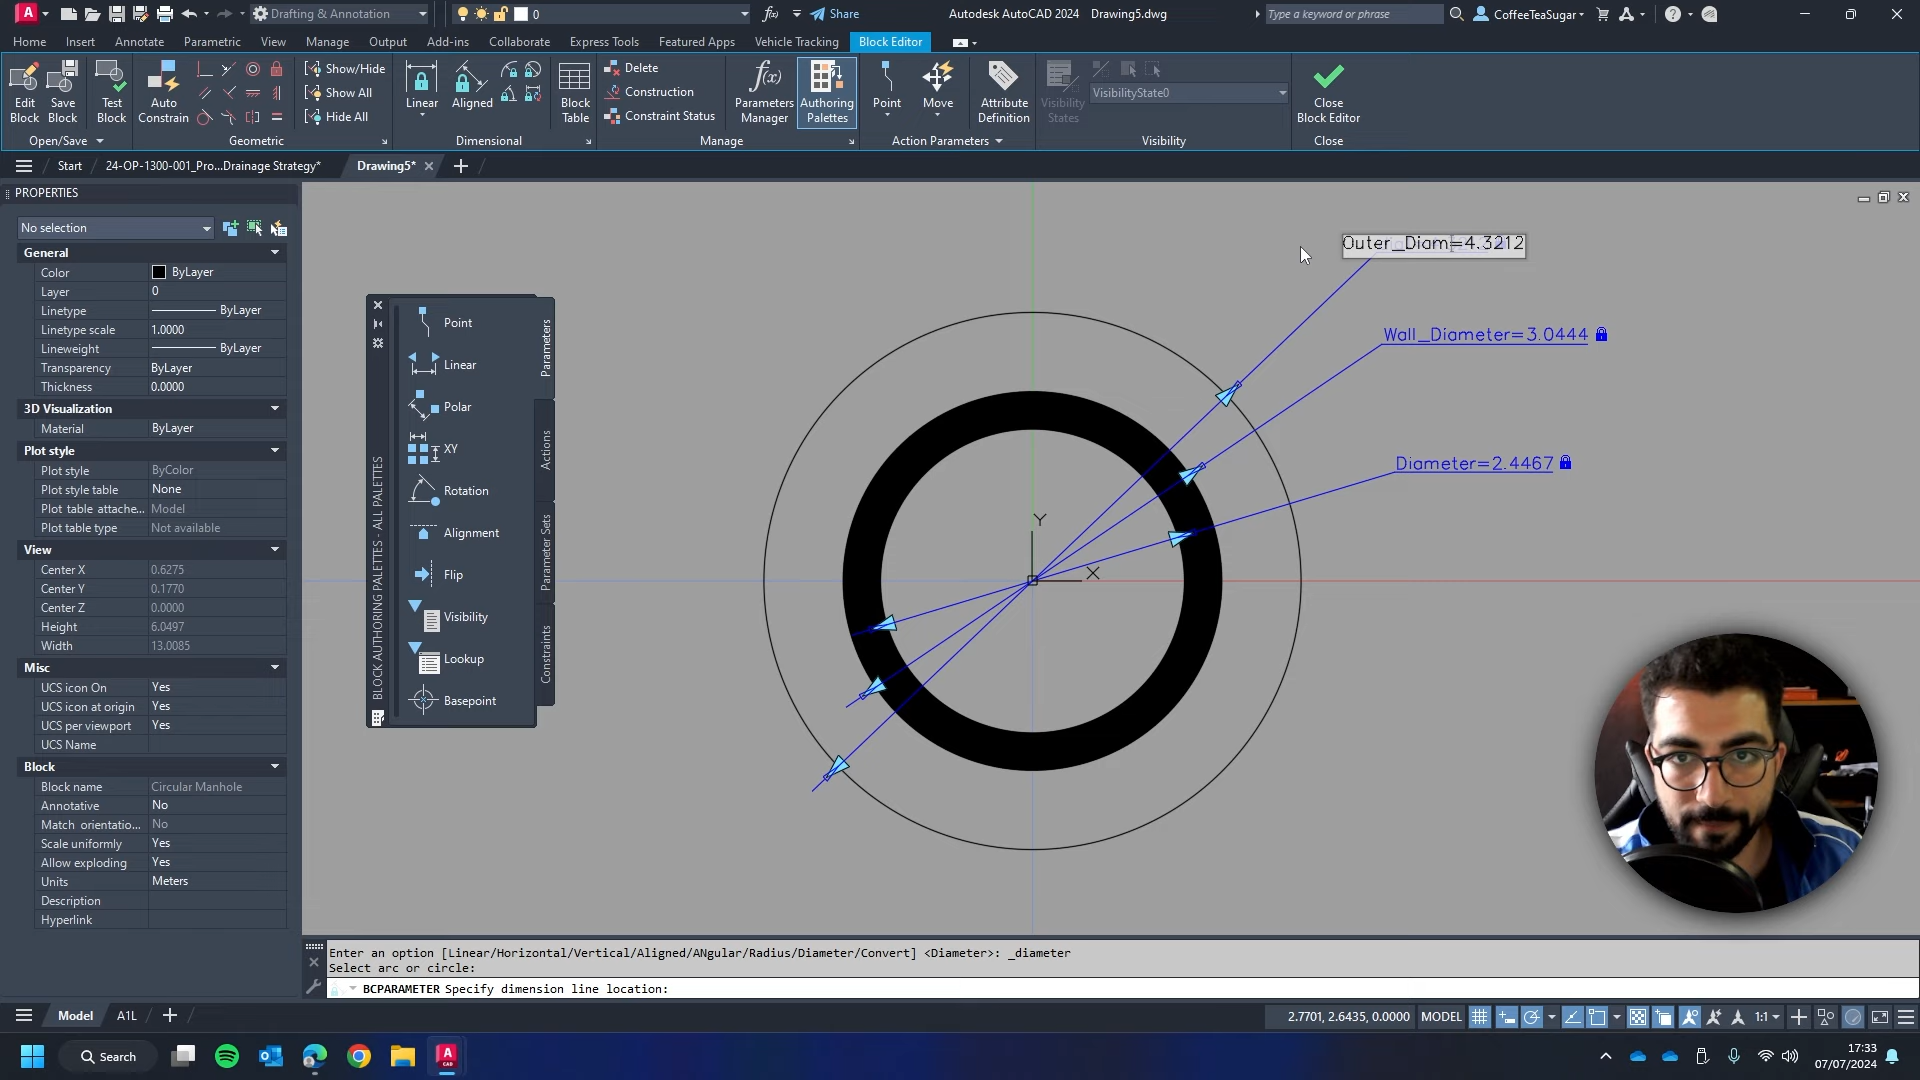 Drafting & Annotation
0
Share
Autodesk AutoCAD 2024 Drawing5.dwg
Type a keyword or phrase
CoffeeTeaSugar
Home Insert Annotate Parametric View Manage Output Add-ins Collaborate Express Tools Featured Apps Vehicle Tracking Block Editor
Edit Block
Save Block
Test Block
Auto Constrain
Show/Hide
Show All
Hide All
Linear
Aligned
Block Table
Delete
Construction
Constraint Status
Parameters Manager
Authoring Palettes
Point
Move
Attribute Definition
Visibility States
VisibilityState0
Close Block Editor
Open/Save Geometric Dimensional Manage Action Parameters Visibility Close
Start 24-OP-1300-001_Pro...Drainage Strategy* Drawing5*
PROPERTIES
No selection
General
Color ByLayer
Layer 0
Linetype ByLayer
Linetype scale 1.0000
Lineweight ByLayer
Transparency ByLayer
Thickness 0.0000
3D Visualization
Material ByLayer
Plot style
Plot style ByColor
Plot style table None
Plot table attache... Model
Plot table type Not available
View
Center X 0.6275
Center Y 0.1770
Center Z 0.0000
Height 6.0497
Width 13.0085
Misc
UCS icon On Yes
UCS icon at origin Yes
UCS per viewport Yes
UCS Name
Block
Block name Circular Manhole
Annotative No
Match orientatio... No
Scale uniformly Yes
Allow exploding Yes
Units Meters
Description
Hyperlink
BLOCK AUTHORING PALETTES - ALL PALETTES
Point
Linear
Polar
XY
Rotation
Alignment
Flip
Visibility
Lookup
Basepoint
Parameters
Actions
Parameter Sets
Constraints
Outer_Diam=4.3212
Wall_Diameter=3.0444
Diameter=2.4467
Y
X
Enter an option [Linear/Horizontal/Vertical/Aligned/ANgular/Radius/Diameter/Convert] <Diameter>: _diameter
Select arc or circle:
BCPARAMETER Specify dimension line location:
Model A1L
2.7701, 2.6435, 0.0000 MODEL 1:1
Search
17:33
07/07/2024